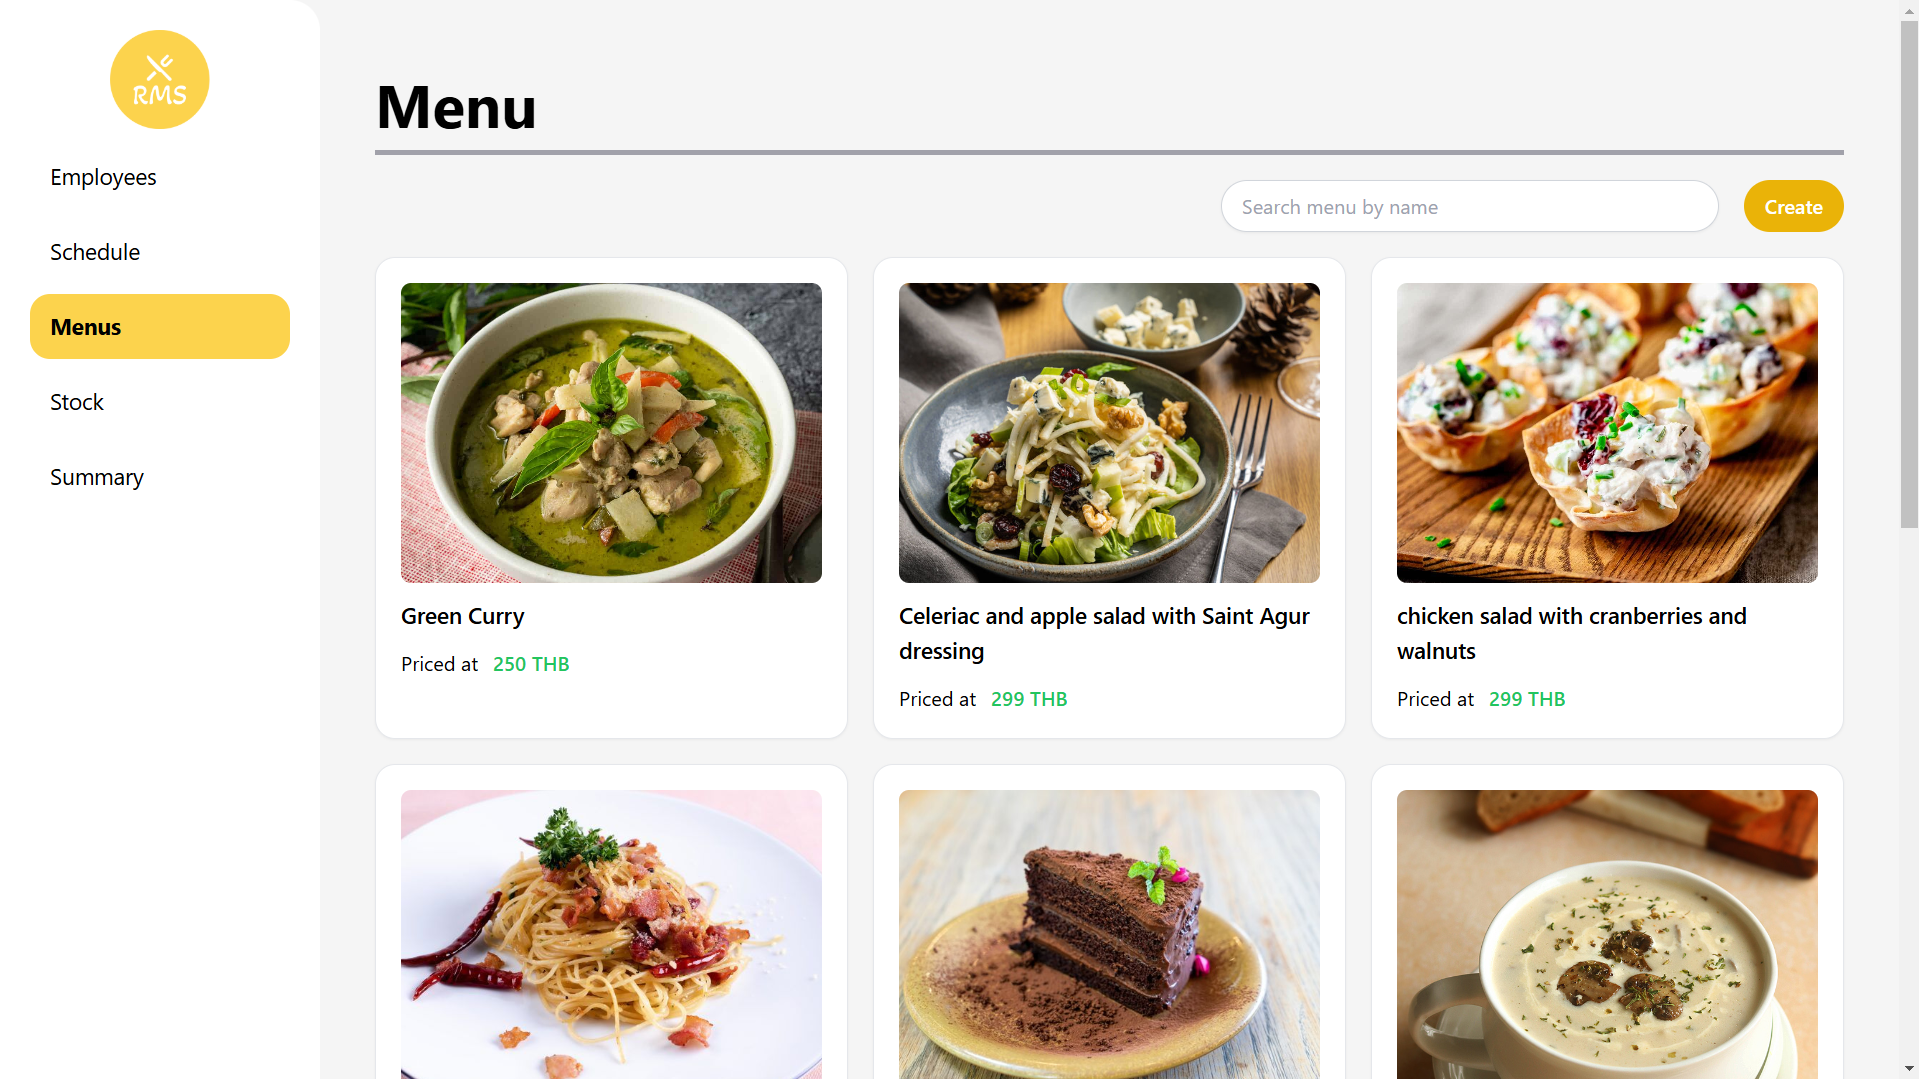 RMS
Employees
Schedule
Menus
Stock
Summary
Menu
Search menu by name
Create
Green Curry
Priced at 250 THB
Celeriac and apple salad with Saint Agur
dressing
Priced at 299 THB
chicken salad with cranberries and
walnuts
Priced at 299 THB